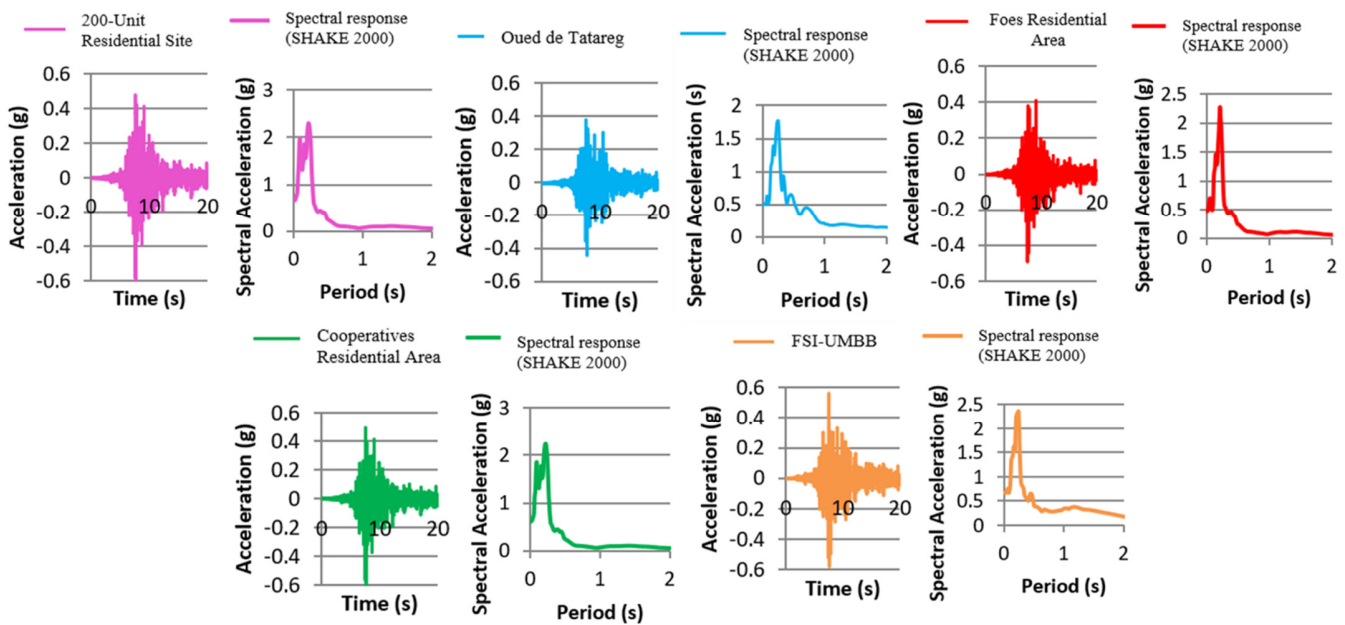 200-Unit
Residential Site
Spectral response
(SHAKE 2000)
0.6
0.4
0.2
0
-0.2
-0.4
-0.6
0
10
20
Acceleration (g)
Time (s)
3
2
1
0
0
1
2
Spectral Acceleration (g)
Period (s)
Oued de Tatareg
Spectral response
(SHAKE 2000)
0.6
0.4
0.2
0
-0.2
-0.4
-0.6
0
10
20
Acceleration (g)
Time (s)
2
1.5
1
0.5
0
0
1
2
Spectral Acceleration (s)
Period (s)
Foes Residential
Area
Spectral response
(SHAKE 2000)
0.6
0.4
0.2
0
-0.2
-0.4
-0.6
0
10
20
Acceleration (g)
Time (s)
2.5
2
1.5
1
0.5
0
0
1
2
Spectral Acceleration (g)
Period (s)
Cooperatives
Residential Area
Spectral response
(SHAKE 2000)
0.6
0.4
0.2
0
-0.2
-0.4
-0.6
0
10
20
Acceleration (g)
Time (s)
3
2
1
0
0
1
2
Spectral Acceleration (g)
Period (s)
FSI-UMBB
Spectral response
(SHAKE 2000)
0.6
0.4
0.2
0
-0.2
-0.4
-0.6
0
10
20
Acceleration (g)
Time (s)
2.5
2
1.5
1
0.5
0
0
1
2
Spectral Acceleration (g)
Period (s)